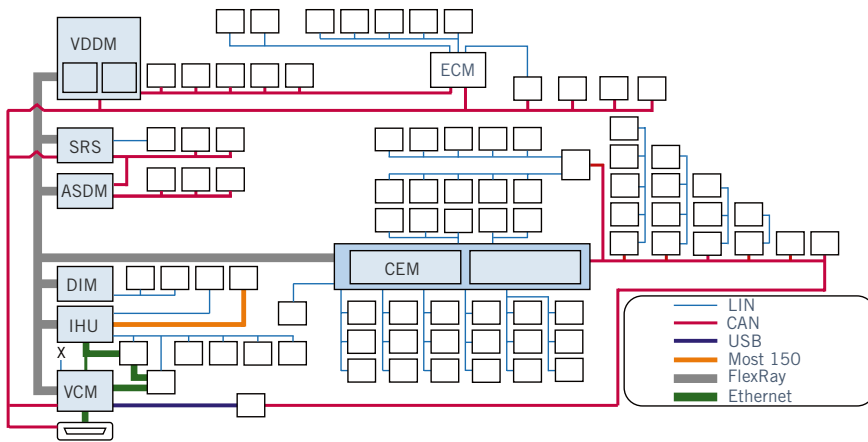 VDDM
ECM
SRS
ASDM
CEM
DIM
IHU
X
VCM
LIN
CAN
USB
Most 150
FlexRay
Ethernet